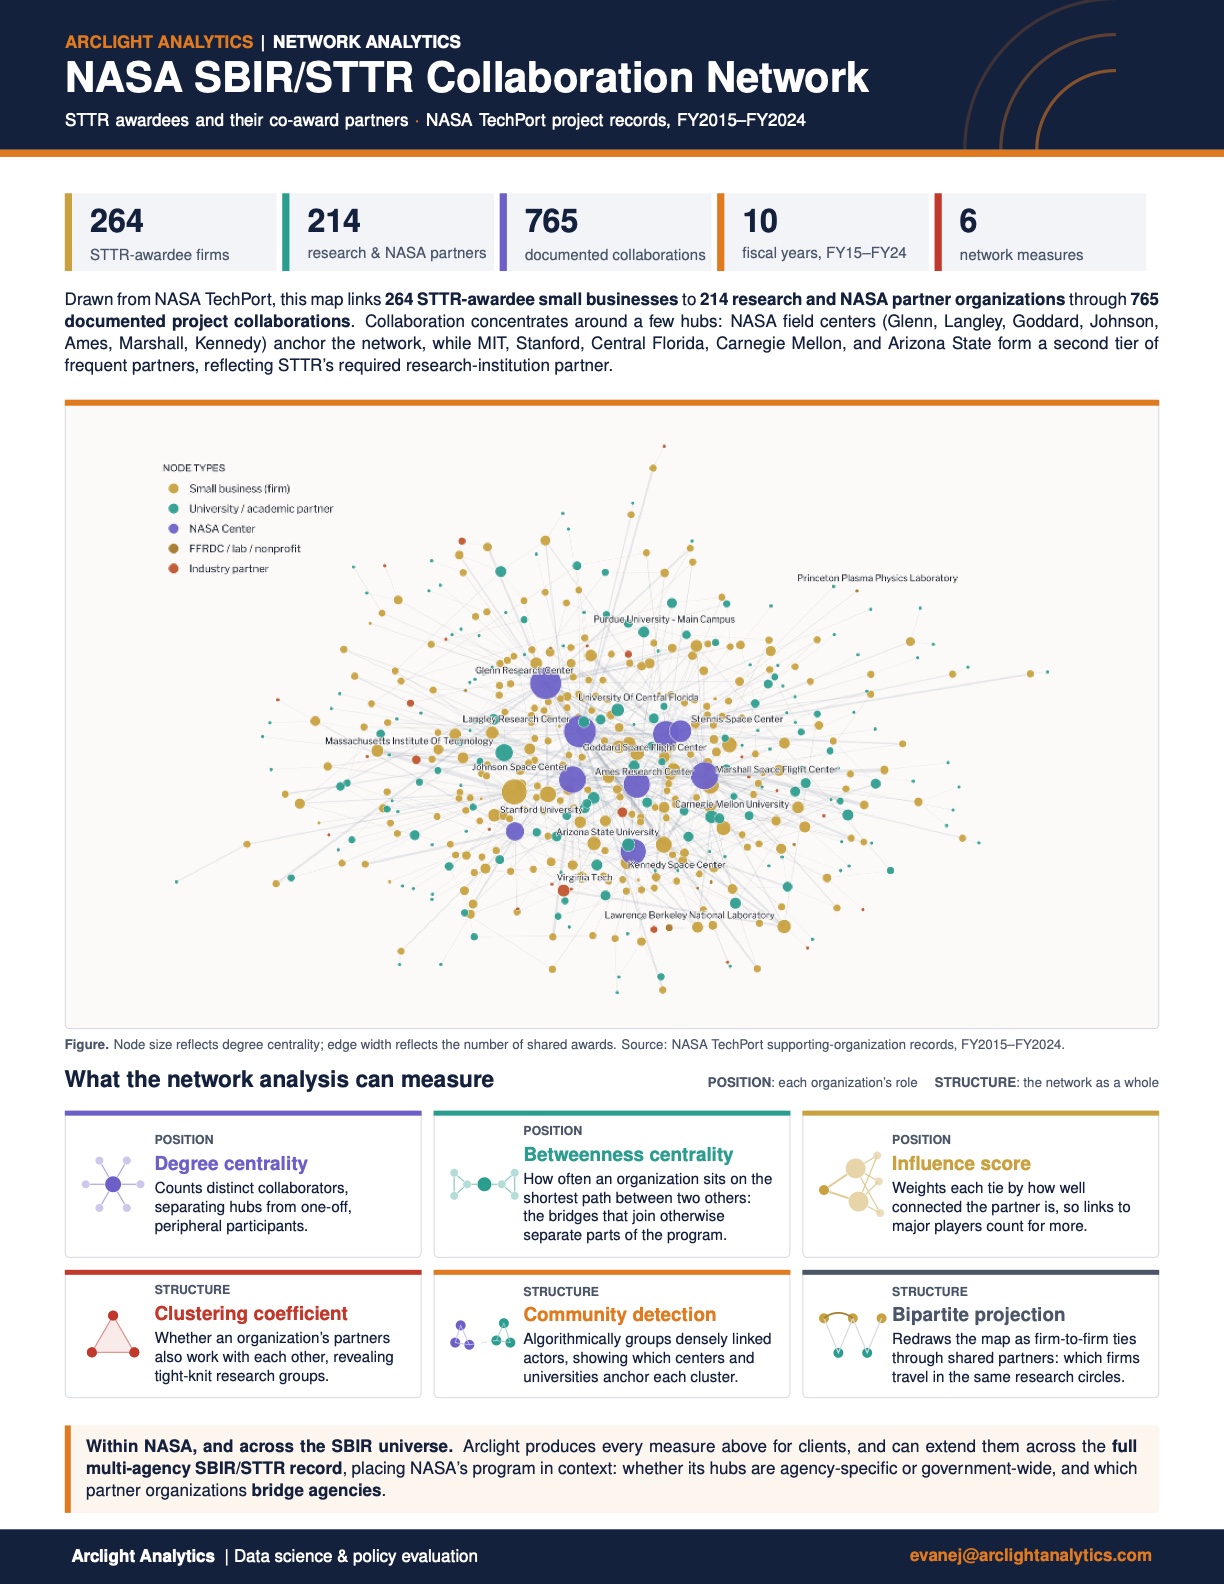 ARCLIGHT ANALYTICS | NETWORK ANALYTICS
NASA SBIR/STTR Collaboration Network
STTR awardees and their co-award partners · NASA TechPort project records, FY2015–FY2024
264
STTR-awardee firms
214
research & NASA partners
765
documented collaborations
10
fiscal years, FY15–FY24
6
network measures
Drawn from NASA TechPort, this map links 264 STTR-awardee small businesses to 214 research and NASA partner organizations through 765
documented project collaborations. Collaboration concentrates around a few hubs: NASA field centers (Glenn, Langley, Goddard, Johnson,
Ames, Marshall, Kennedy) anchor the network, while MIT, Stanford, Central Florida, Carnegie Mellon, and Arizona State form a second tier of
frequent partners, reflecting STTR's required research-institution partner.
NODE TYPES
Small business (firm)
University / academic partner
NASA Center
FFRDC / lab / nonprofit
Industry partner
Princeton Plasma Physics Laboratory
Purdue University - Main Campus
Glenn Research Center
University Of Central Florida
Langley Research Center
Stennis Space Center
Massachusetts Institute Of Technology
Goddard Space Flight Center
Johnson Space Center
Ames Research Center
Marshall Space Flight Center
Stanford University
Carnegie Mellon University
Arizona State University
Kennedy Space Center
Virginia Tech
Lawrence Berkeley National Laboratory
Figure. Node size reflects degree centrality; edge width reflects the number of shared awards. Source: NASA TechPort supporting-organization records, FY2015–FY2024.
What the network analysis can measure
POSITION: each organization's role STRUCTURE: the network as a whole
POSITION
Degree centrality
Counts distinct collaborators,
separating hubs from one-off,
peripheral participants.
POSITION
Betweenness centrality
How often an organization sits on the
shortest path between two others:
the bridges that join otherwise
separate parts of the program.
POSITION
Influence score
Weights each tie by how well
connected the partner is, so links to
major players count for more.
STRUCTURE
Clustering coefficient
Whether an organization's partners
also work with each other, revealing
tight-knit research groups.
STRUCTURE
Community detection
Algorithmically groups densely linked
actors, showing which centers and
universities anchor each cluster.
STRUCTURE
Bipartite projection
Redraws the map as firm-to-firm ties
through shared partners: which firms
travel in the same research circles.
Within NASA, and across the SBIR universe. Arclight produces every measure above for clients, and can extend them across the full
multi-agency SBIR/STTR record, placing NASA's program in context: whether its hubs are agency-specific or government-wide, and which
partner organizations bridge agencies.
Arclight Analytics | Data science & policy evaluation
evanej@arclightanalytics.com